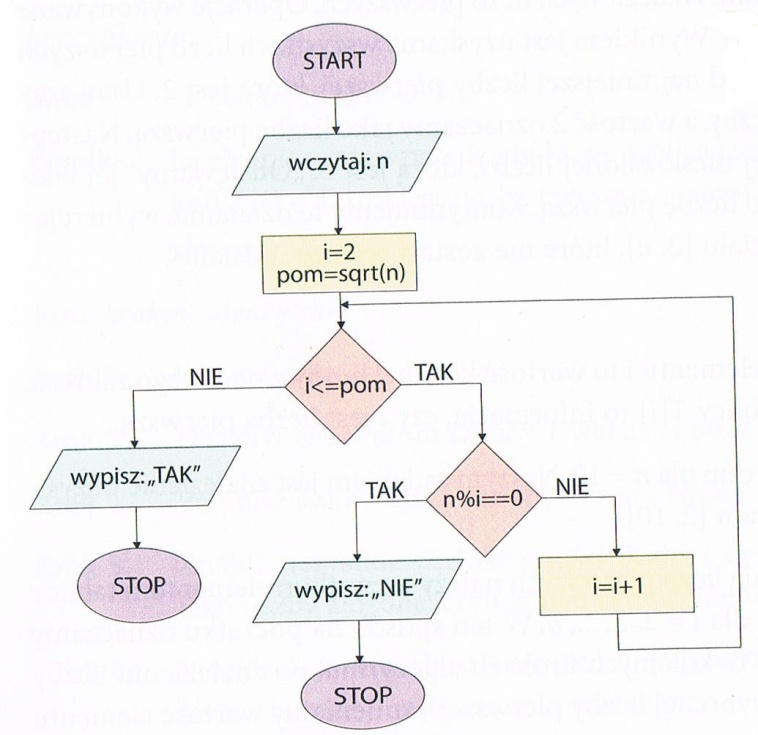 START
wczytaj: n
i=2
pom=sqrt(n)
i<=pom
NIE
TAK
wypisz:„TAK”
n%i==0
TAK
NIE
STOP
wypisz:„NIE”
i=i+1
STOP